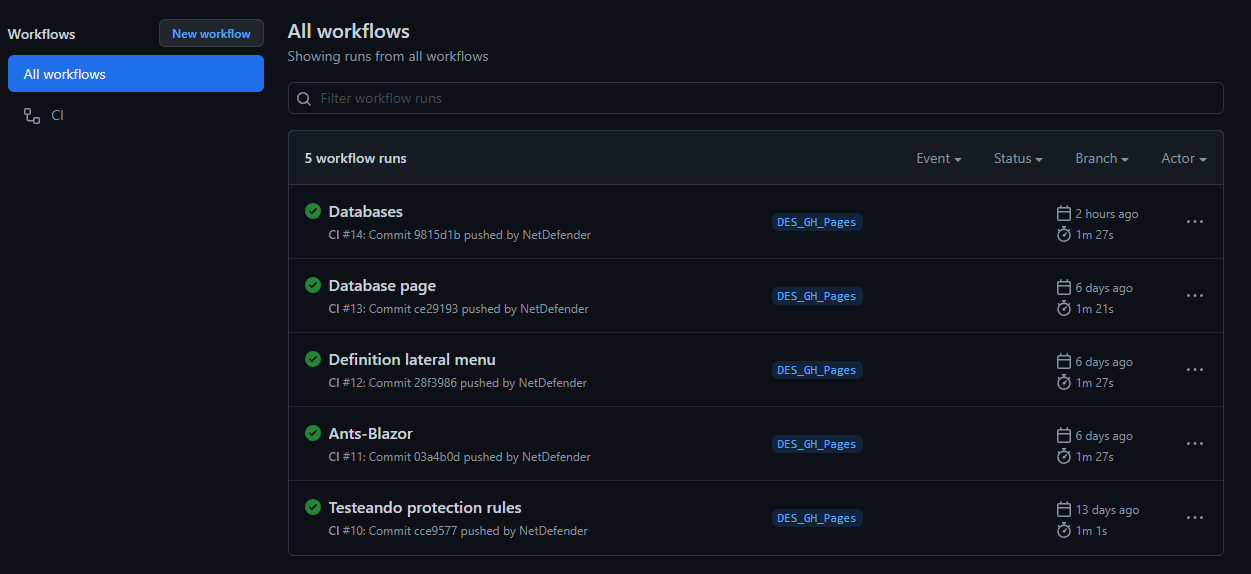 Workflows
New workflow
All workflows
CI
All workflows
Showing runs from all workflows
Filter workflow runs
5 workflow runs
Event
Status
Branch
Actor
Databases
CI #14: Commit 9815d1b pushed by NetDefender
DES_GH_Pages
2 hours ago
1m 27s
Database page
CI #13: Commit ce29193 pushed by NetDefender
DES_GH_Pages
6 days ago
1m 21s
Definition lateral menu
CI #12: Commit 28f3986 pushed by NetDefender
DES_GH_Pages
6 days ago
1m 27s
Ants-Blazor
CI #11: Commit 03a4b0d pushed by NetDefender
DES_GH_Pages
6 days ago
1m 27s
Testeando protection rules
CI #10: Commit cce9577 pushed by NetDefender
DES_GH_Pages
13 days ago
1m 1s